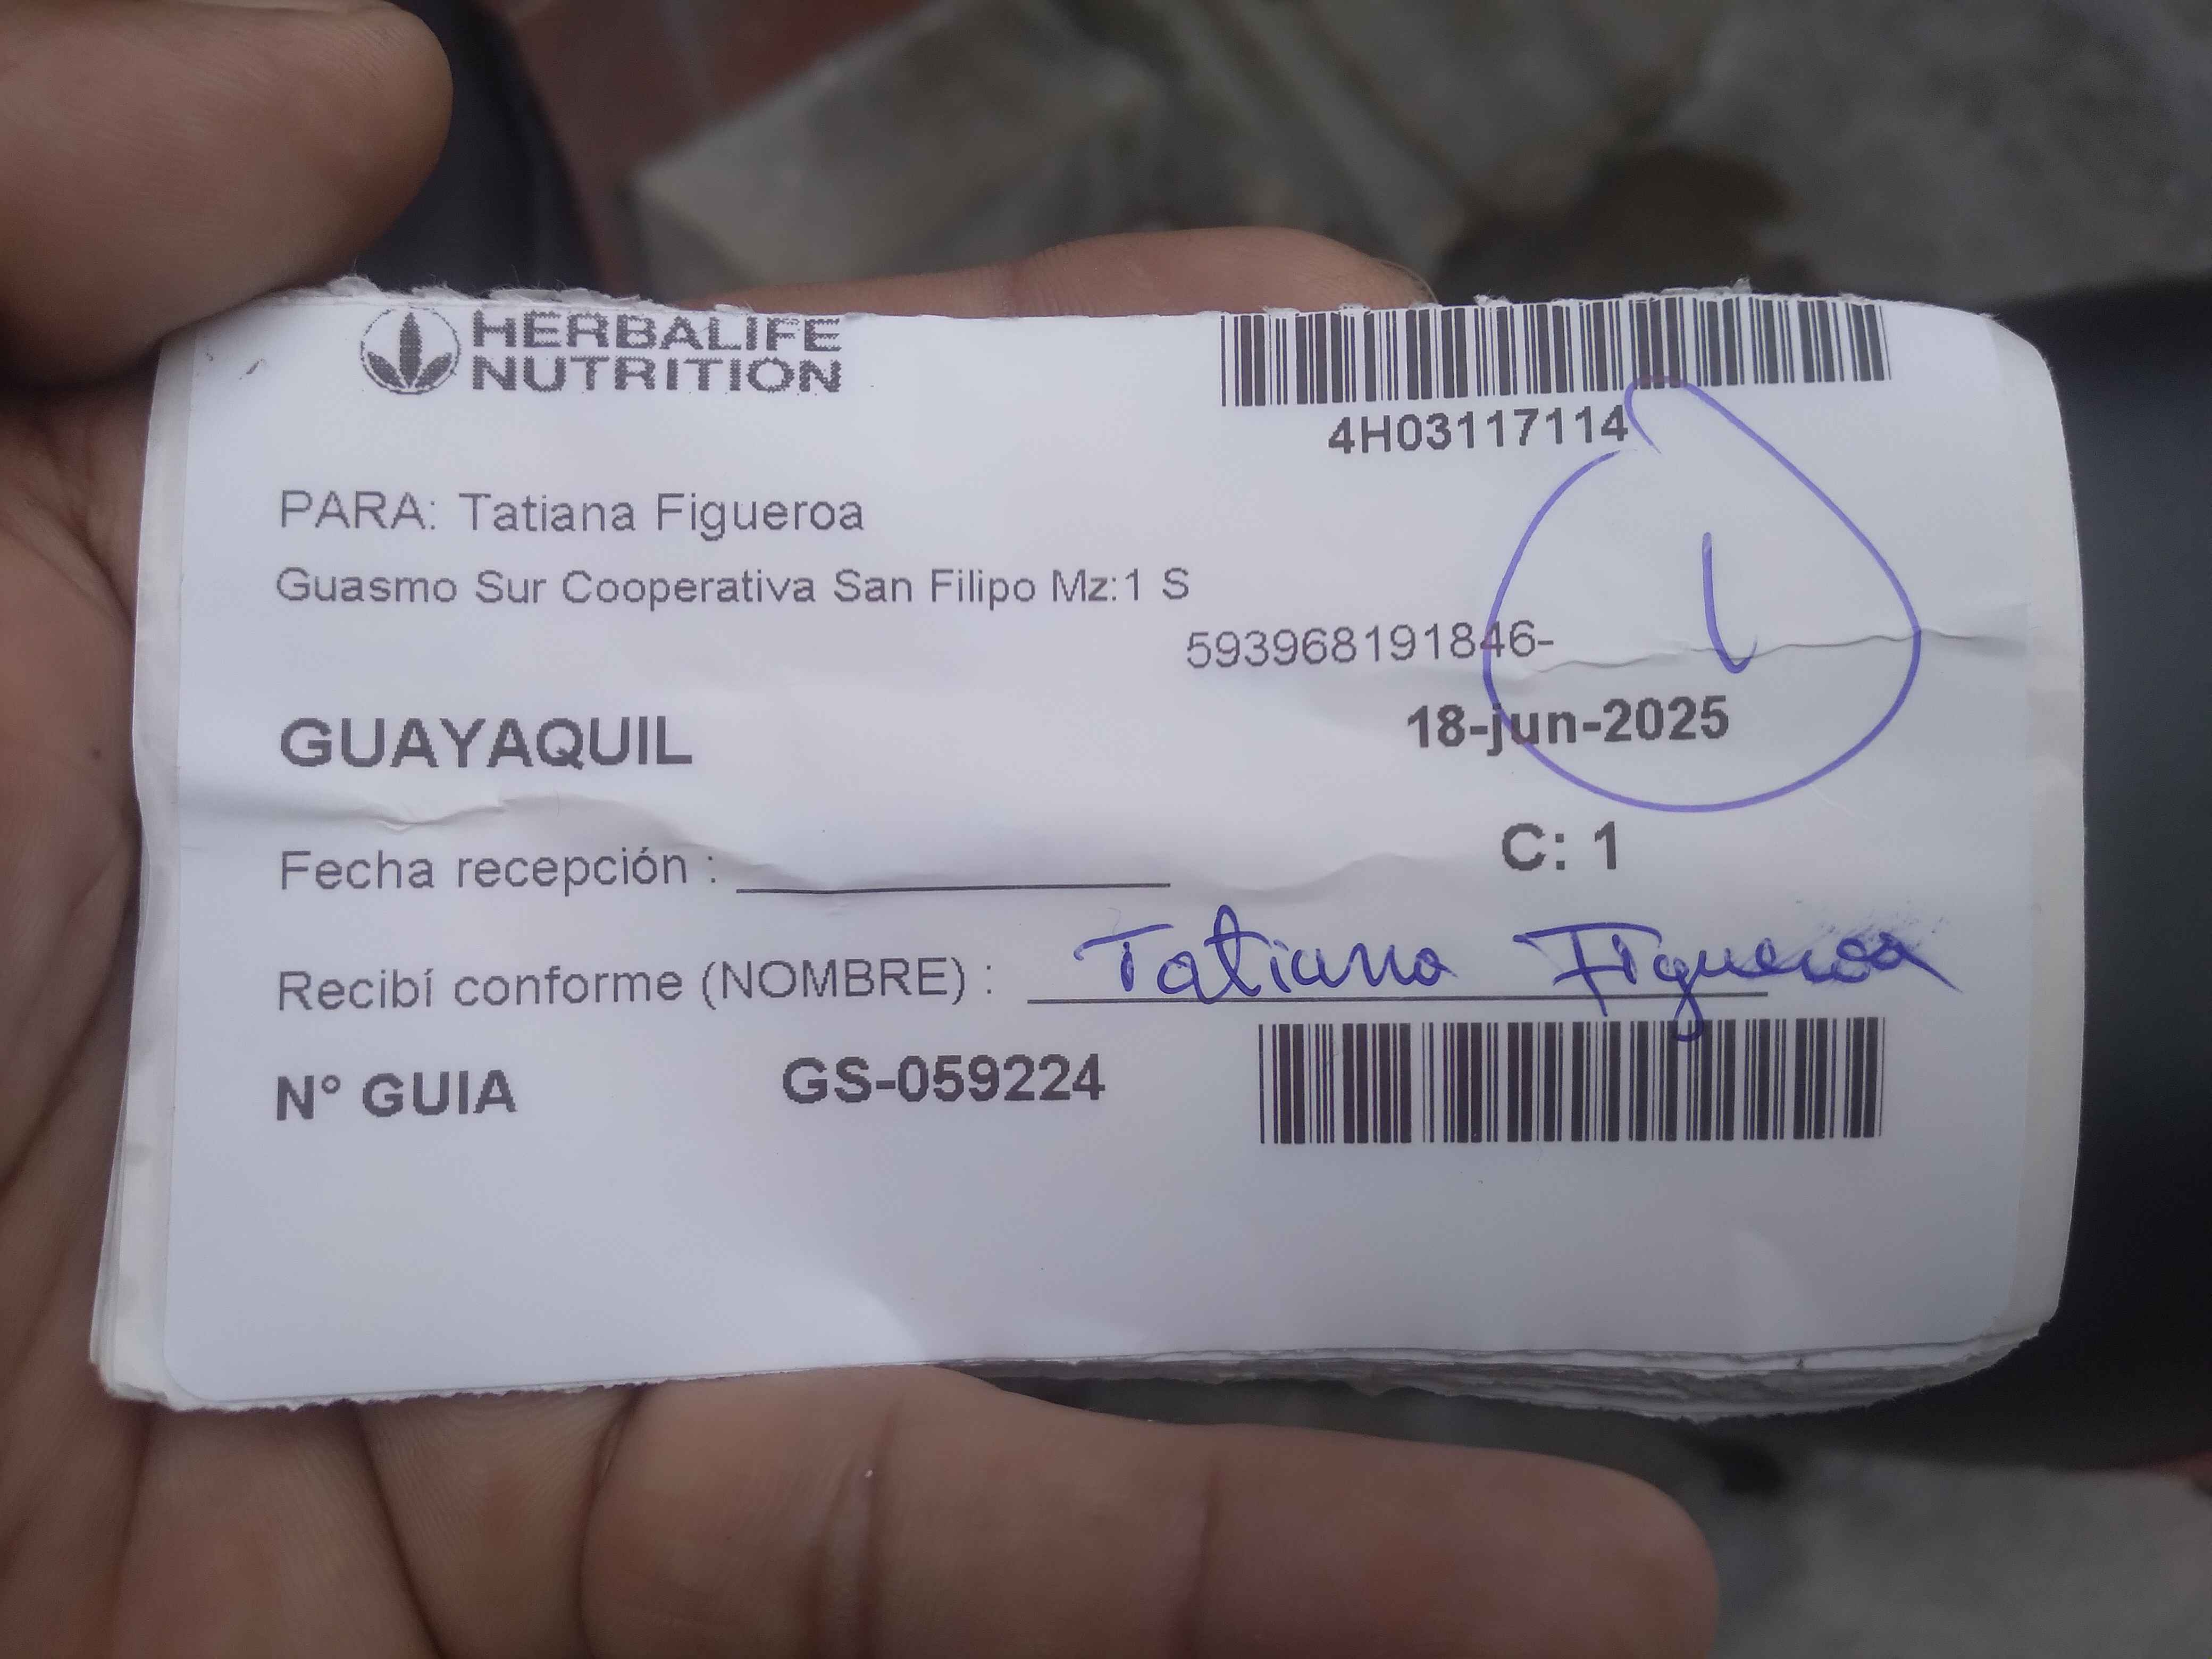 HERBALIFE
NUTRITION
4H03117114
PARA: Tatiana Figueroa
Guasmo Sur Cooperativa San Filipo Mz:1 S
593968191846-
1
GUAYAQUIL
18-jun-2025
C: 1
Fecha recepción :
Recibí conforme (NOMBRE) : Tatiana Figueroa
N° GUIA GS-059224